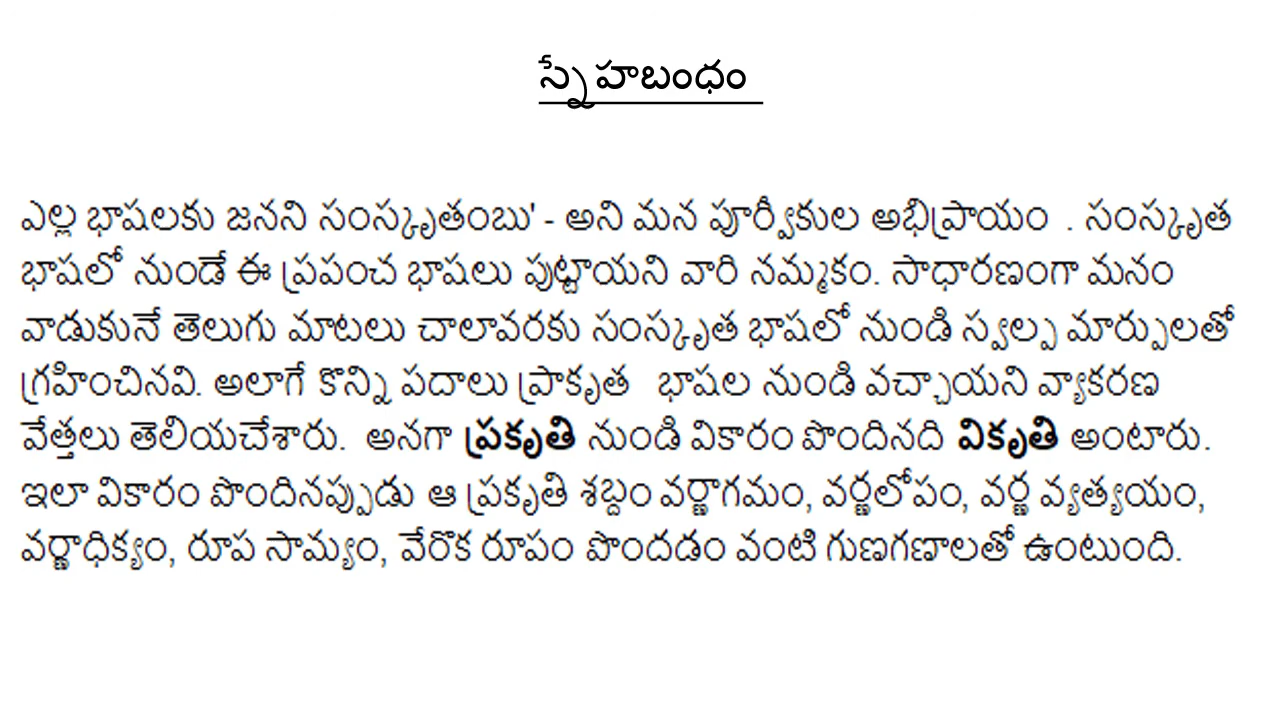 స్నేహబంధం
ఎల్ల భాషలకు జనని సంస్కృతంబు' - అని మన పూర్వీకుల అభిప్రాయం . సంస్కృత
భాషలో నుండే ఈ ప్రపంచ భాషలు పుట్టాయని వారి నమ్మకం. సాధారణంగా మనం
వాడుకునే తెలుగు మాటలు చాలావరకు సంస్కృత భాషలో నుండి స్వల్ప మార్పులతో
గ్రహించినవి. అలాగే కొన్ని పదాలు ప్రాకృత భాషల నుండి వచ్చాయని వ్యాకరణ
వేత్తలు తెలియచేశారు. అనగా ప్రకృతి నుండి వికారం పొందినది వికృతి అంటారు.
ఇలా వికారం పొందినప్పుడు ఆ ప్రకృతి శబ్దం వర్ణాగమం, వర్ణలోపం, వర్ణ వ్యత్యయం,
వర్ణాధిక్యం, రూప సామ్యం, వేరొక రూపం పొందడం వంటి గుణగణాలతో ఉంటుంది.